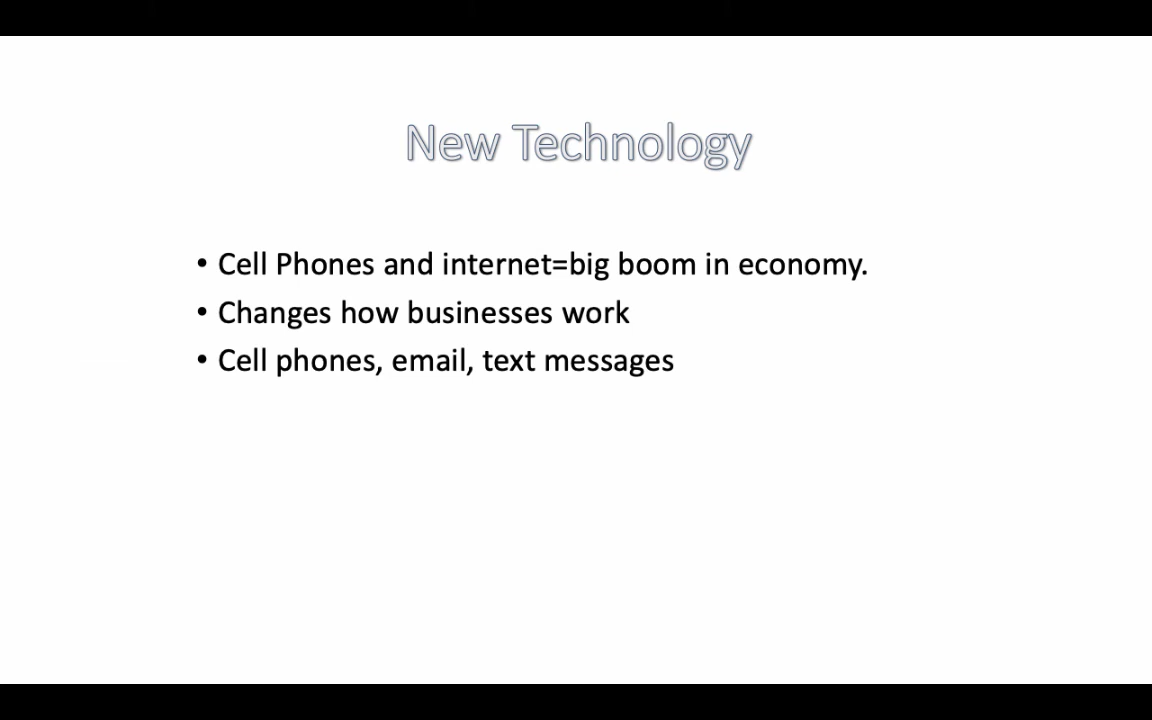 New Technology
• Cell Phones and internet=big boom in economy.
• Changes how businesses work
• Cell phones, email, text messages